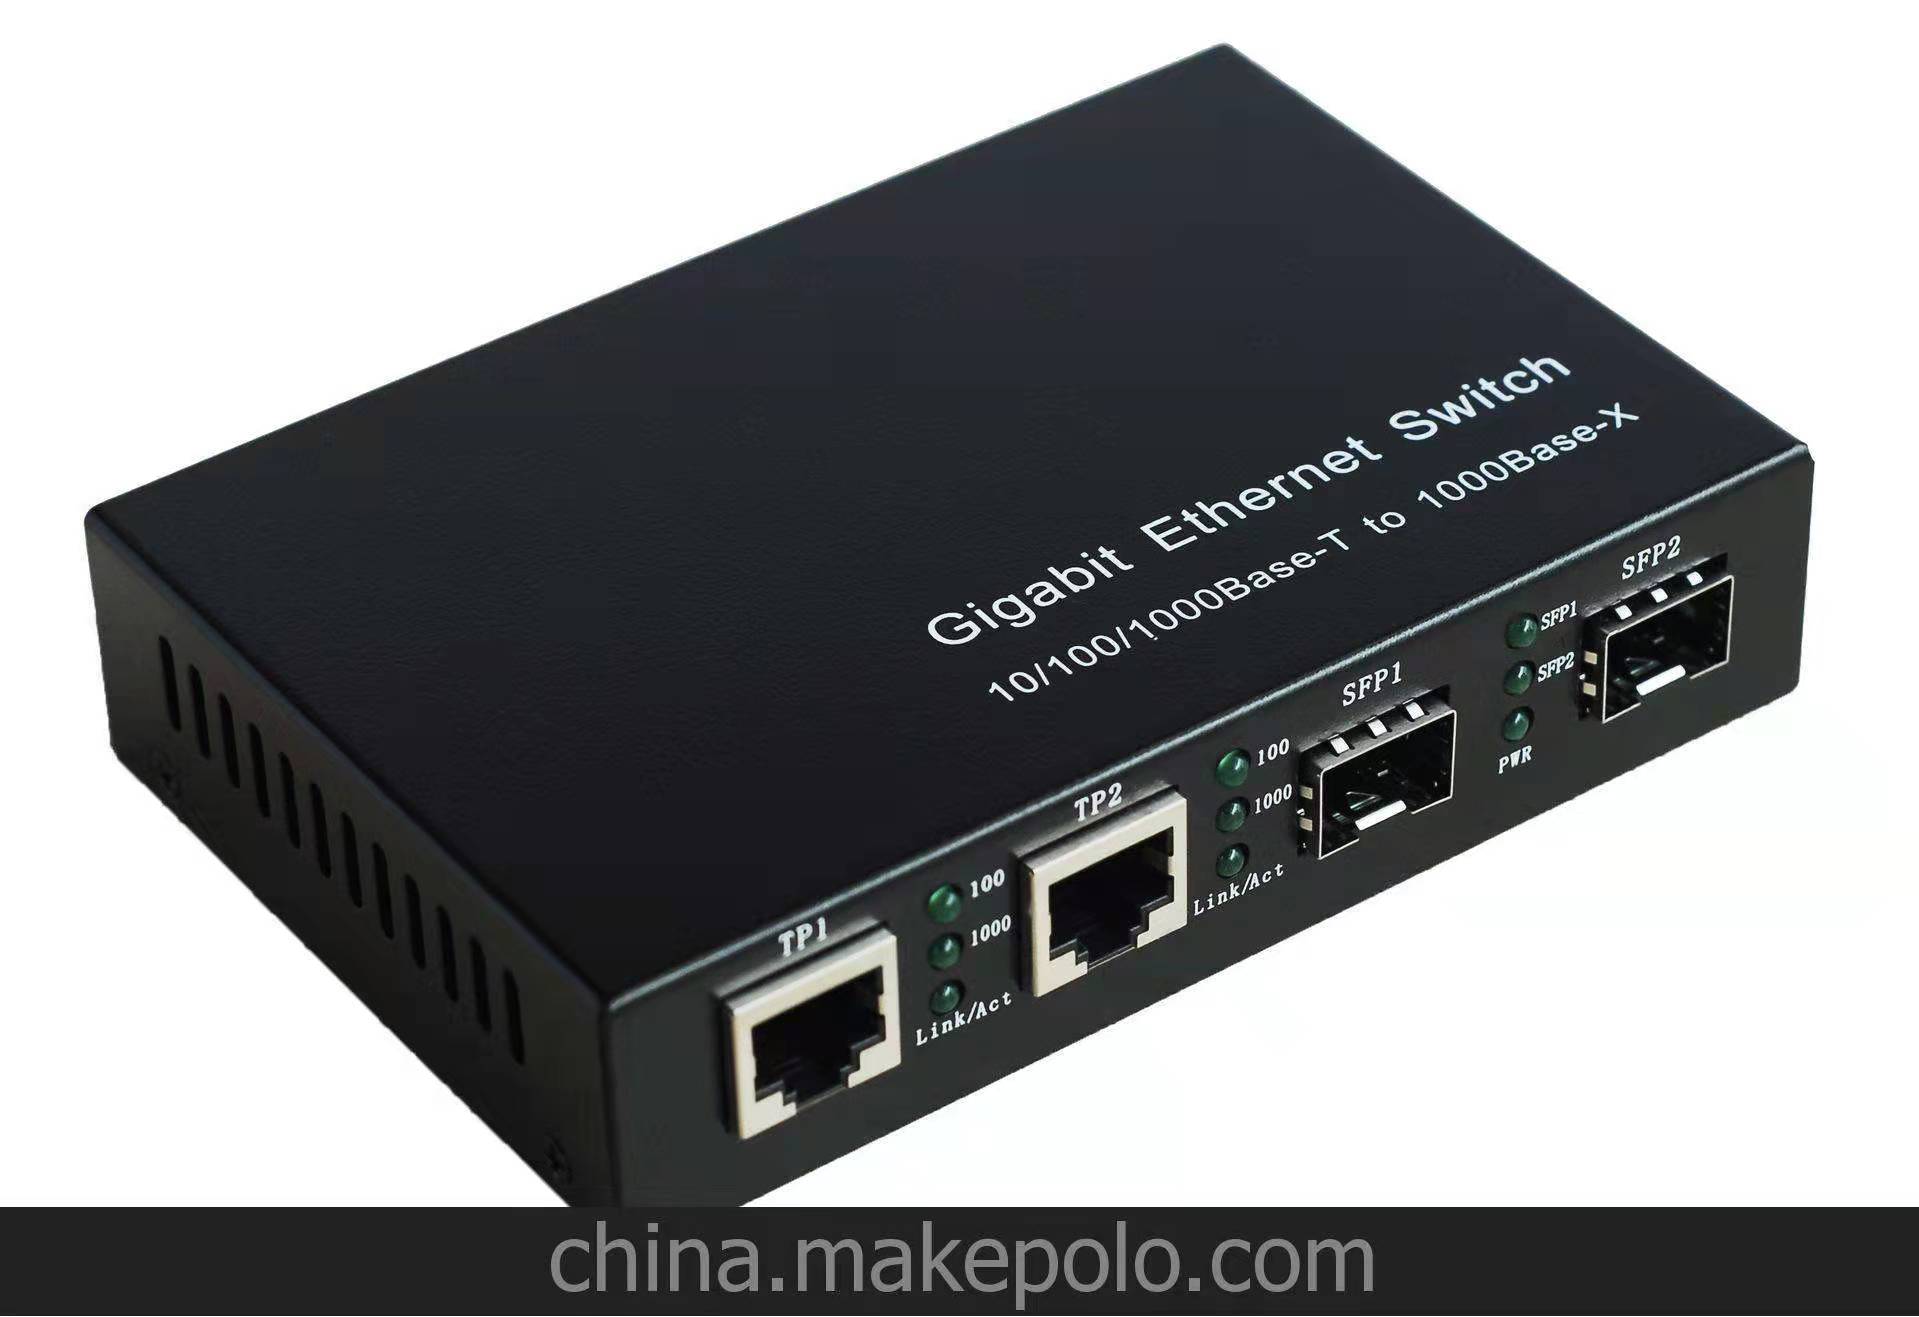 Gigabit Ethernet Switch
10/100/1000Base-T to 1000Base-X
TP1
100
1000
Link/Act
TP2
100
1000
Link/Act
SFP1
SFP1
SFP2
PWR
SFP2
china.makepolo.com